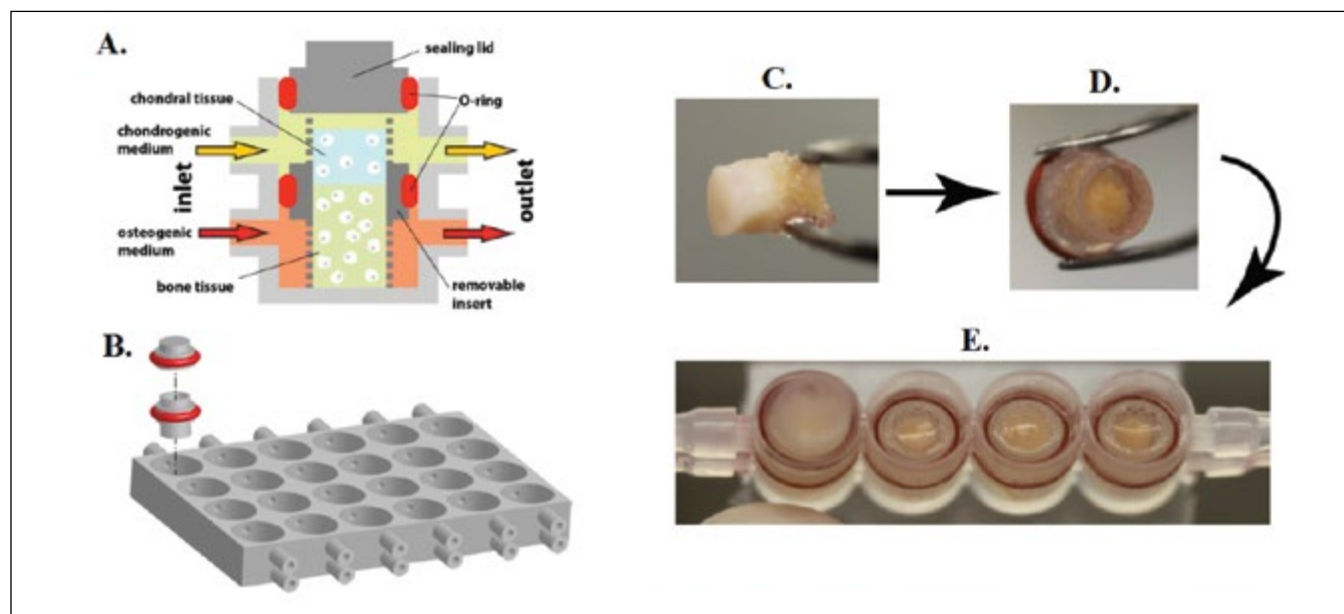 A.
sealing lid
chondral tissue
O-ring
chondrogenic
medium
inlet
outlet
osteogenic
medium
bone tissue
removable
insert
B.
C.
D.
E.